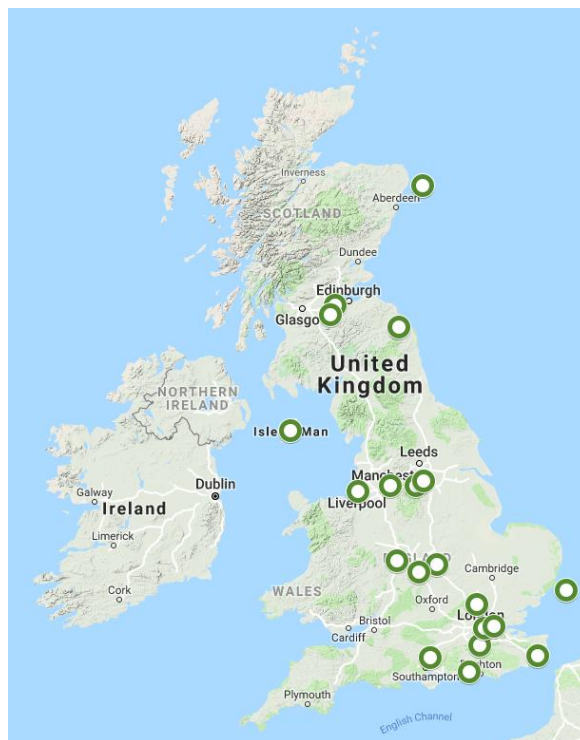 Inverness
Aberdeen
SCOTLAND
Dundee
Edinburgh
Glasgo
United
Kingdom
NORTHERN
IRELAND
Isle Man
Leeds
Manchest
Dublin
Galway
Ireland
Liverpool
Limerick
Cambridge
Cork
WALES
Oxford
London
Bristol
Cardiff
Southampton
Plymouth
English Channel